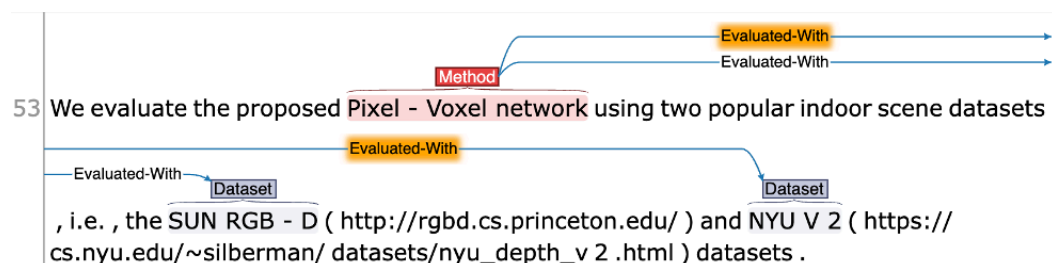 Evaluated-With
Evaluated-With
Method
53 We evaluate the proposed Pixel - Voxel network using two popular indoor scene datasets
Evaluated-With
Evaluated-With
Dataset Dataset
, i.e. , the SUN RGB - D ( http://rgbd.cs.princeton.edu/ ) and NYU V 2 ( https://
cs.nyu.edu/~silberman/ datasets/nyu_depth_v 2 .html ) datasets .